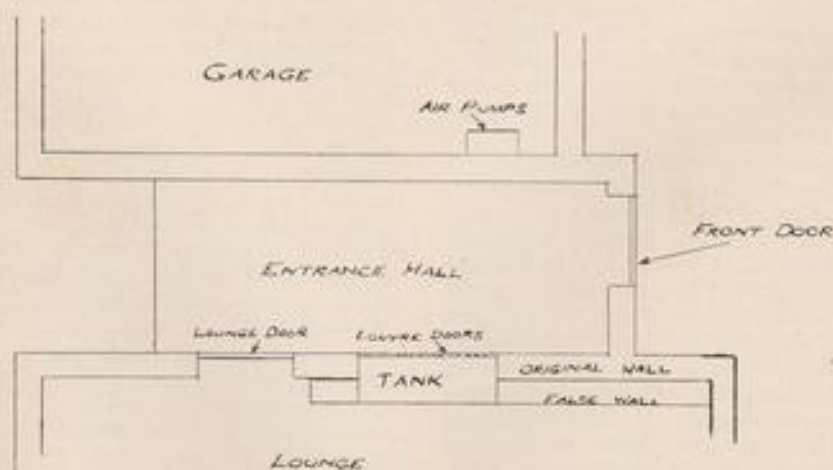 GARAGE
AIR PUMPS
FRONT DOOR
ENTRANCE HALL
LOUNGE DOOR
LOUVRE DOORS
TANK
ORIGINAL WALL
FALSE WALL
LOUNGE